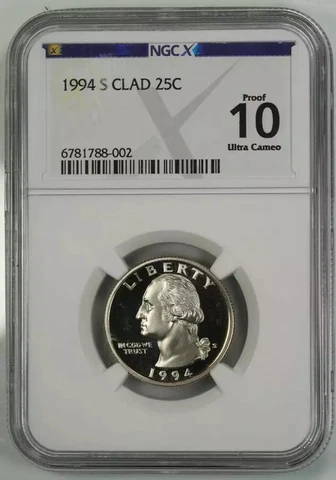 NGC X
1994 S CLAD 25C
Proof
10
Ultra Cameo
6781788-002
LIBERTY
IN GOD WE
TRUST
S
1994